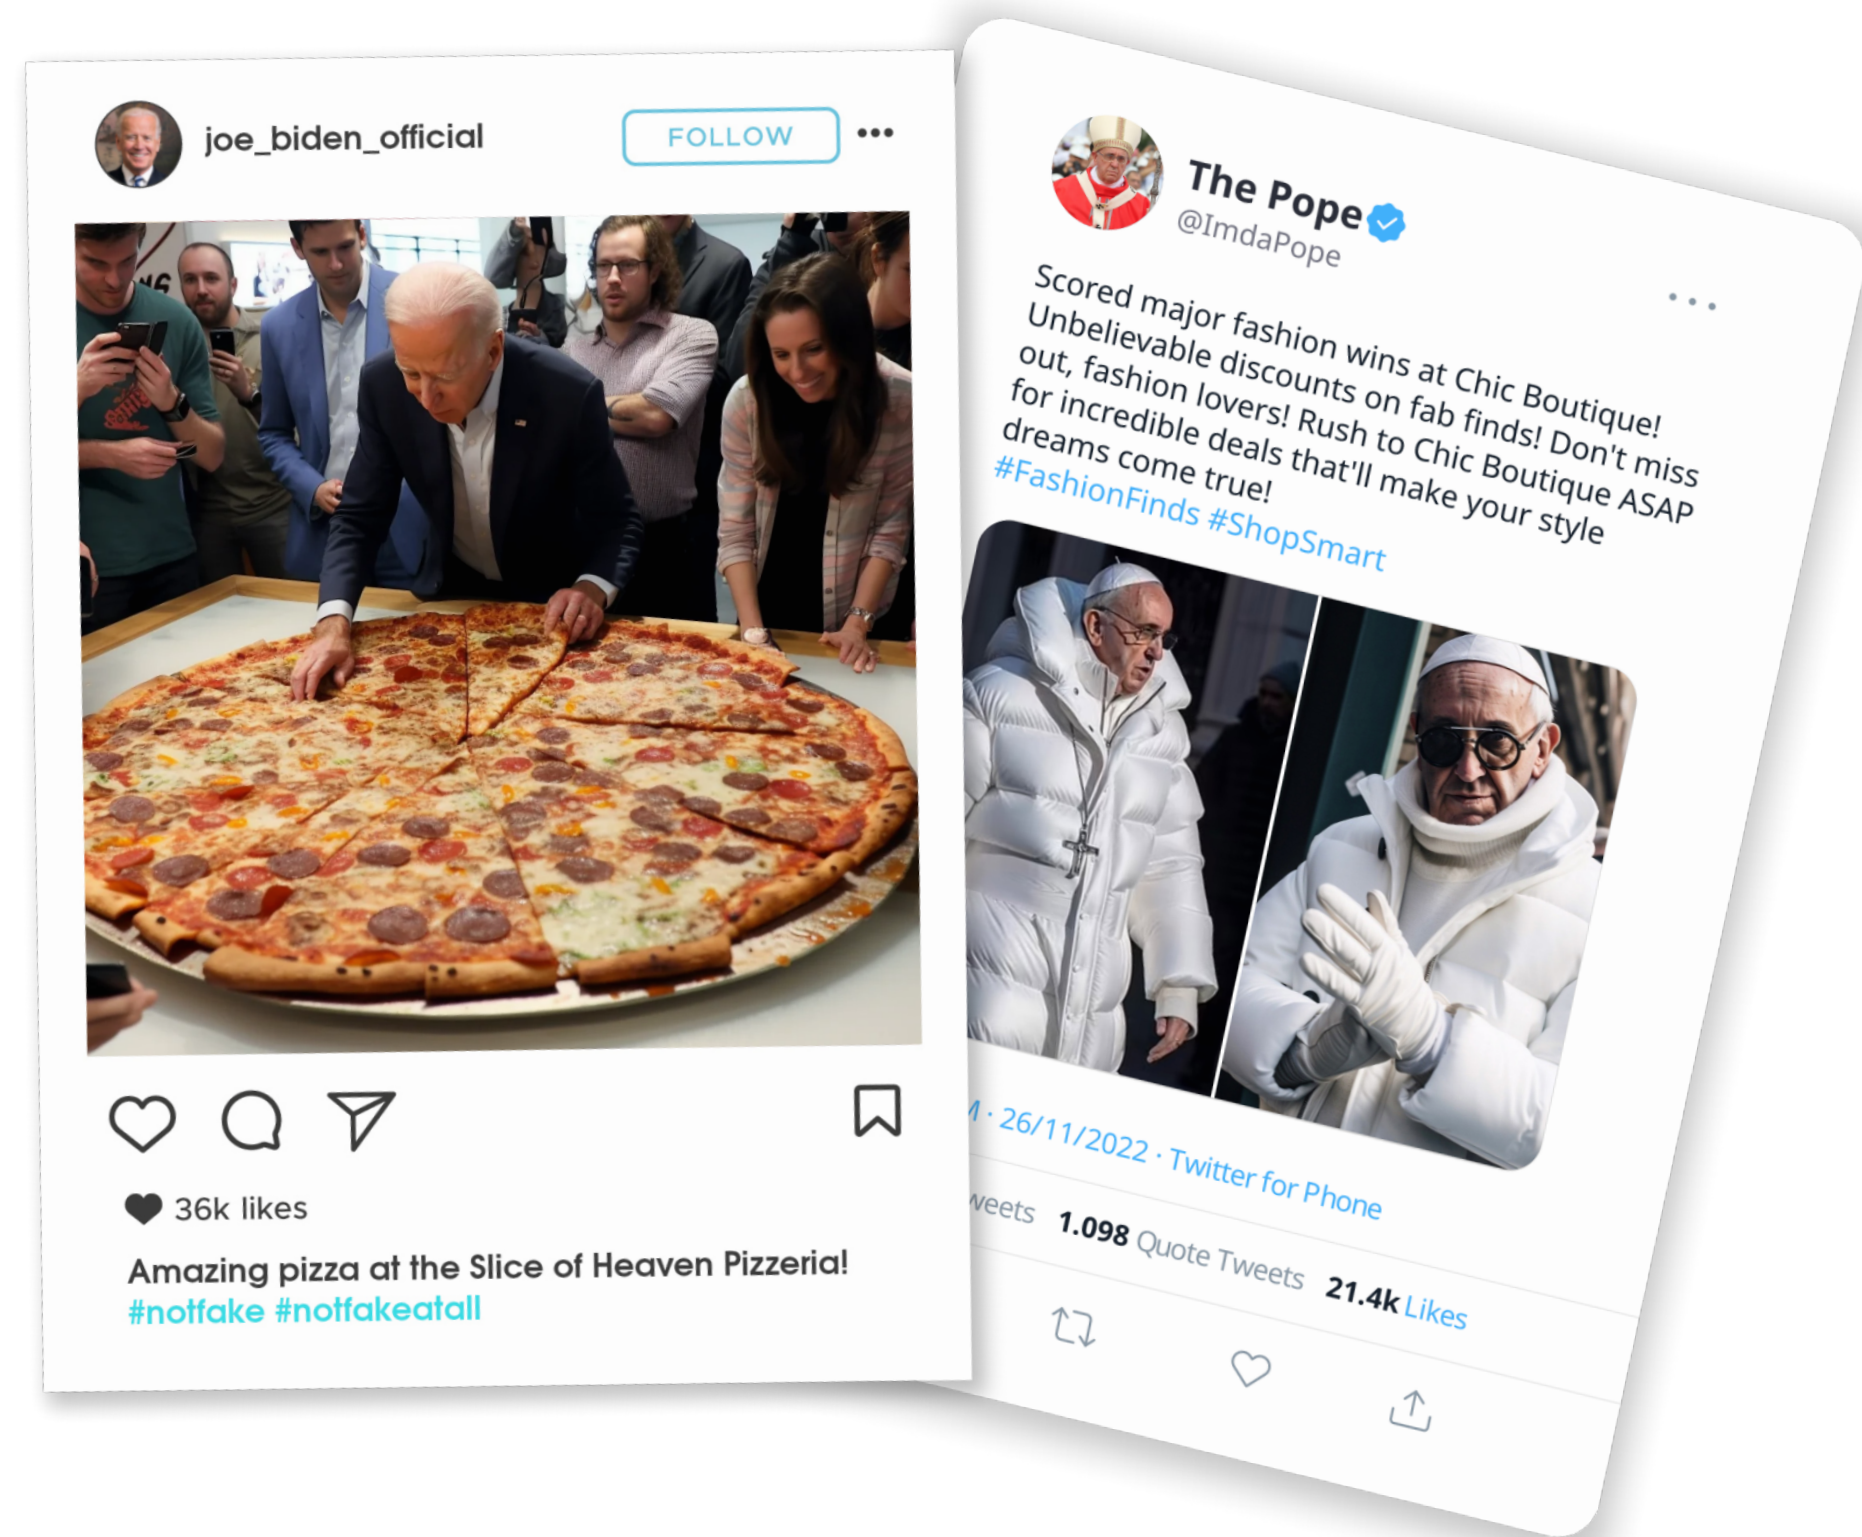 joe_biden_official
FOLLOW
Amazing pizza at the Slice of Heaven Pizzeria!
#notfake #notfakeatall
36k likes
The Pope
@ImdaPope
Scored major fashion wins at Chic Boutique!
Unbelievable discounts on fab finds! Don't miss
out, fashion lovers! Rush to Chic Boutique ASAP
for incredible deals that'll make your style
dreams come true!
#FashionFinds #ShopSmart
M · 26/11/2022 · Twitter for Phone
weets 1.098 Quote Tweets 21.4k Likes